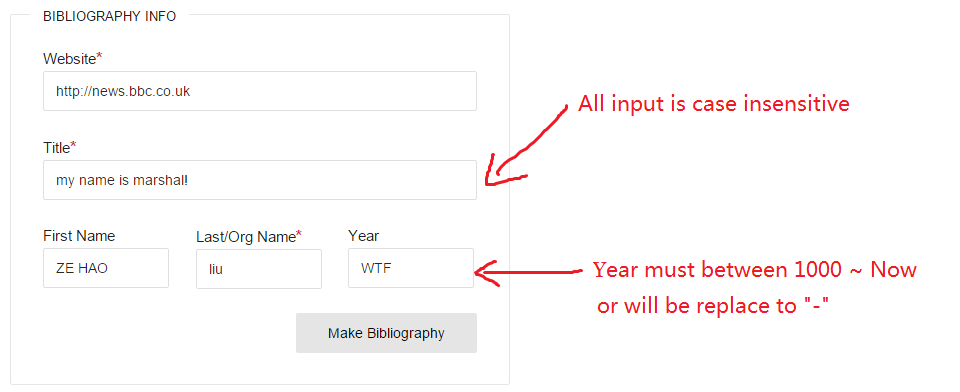 BIBLIOGRAPHY INFO
Website*
http://news.bbc.co.uk
All input is case insensitive
Title*
my name is marshal!
First Name Last/Org Name* Year
ZE HAO liu WTF
Year must between 1000 ~ Now
or will be replace to "-"
Make Bibliography